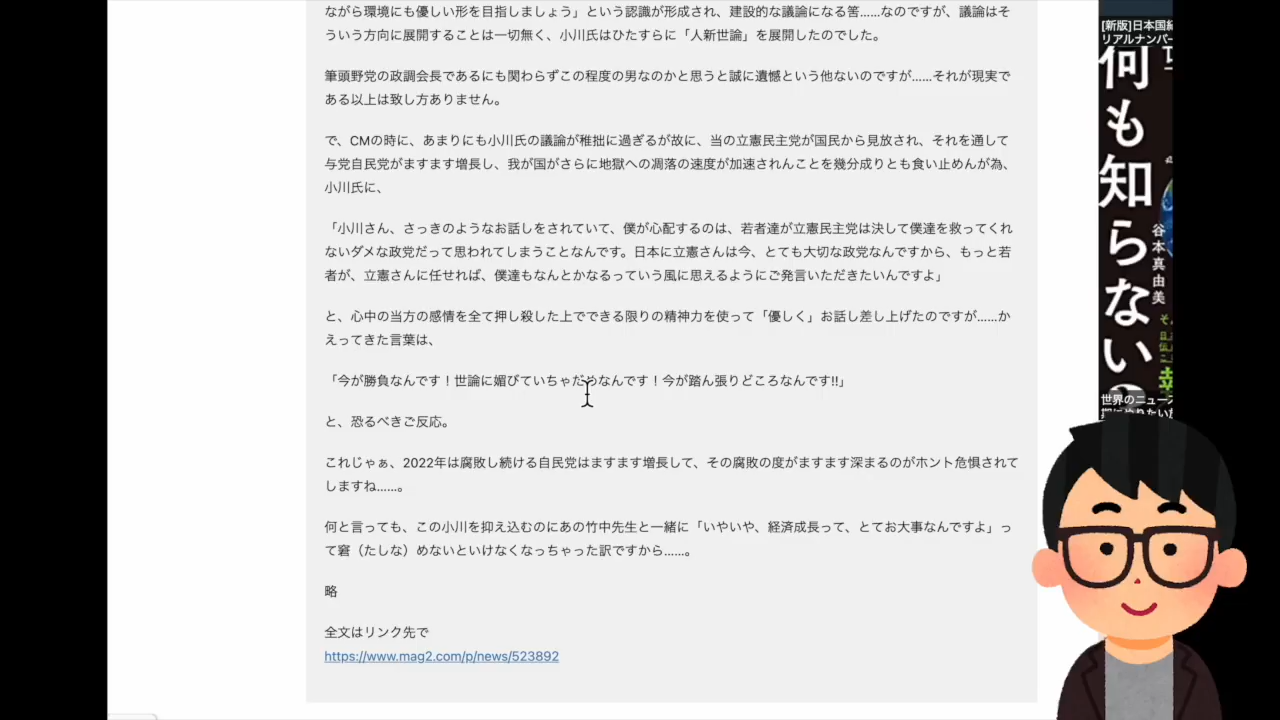 ながら環境にも優しい形を目指しましょう」という認識が形成され、建設的な議論になる筈……なのですが、議論はそ
ういう方向に展開することは一切無く、小川氏はひたすらに「人新世論」を展開したのでした。
筆頭野党の政調会長であるにも関わらずこの程度の男なのかと思うと誠に遺憾という他ないのですが……それが現実で
ある以上は致し方ありません。
で、CMの時に、あまりにも小川氏の議論が稚拙に過ぎるが故に、当の立憲民主党が国民から見放され、それを通して
与党自民党がますます増長し、我が国がさらに地獄への凋落の速度が加速されんことを幾分成りとも食い止めんが為、
小川氏に、
「小川さん、さっきのようなお話しをされていて、僕が心配するのは、若者達が立憲民主党は決して僕達を救ってくれ
ないダメな政党だって思われてしまうことなんです。日本に立憲さんは今、とても大切な政党なんですから、もっと若
者が、立憲さんに任せれば、僕達もなんとかなるっていう風に思えるようにご発言いただきたいんですよ」
と、心中の当方の感情を全て押し殺した上でできる限りの精神力を使って「優しく」お話し差し上げたのですが……か
えってきた言葉は、
「今が勝負なんです！世論に媚びていちゃだめなんです！今が踏ん張りどころなんです!!」
と、恐るべきご反応。
これじゃぁ、2022年は腐敗し続ける自民党はますます増長して、その腐敗の度がますます深まるのがホント危惧されて
しますね……。
何と言っても、この小川を抑え込むのにあの竹中先生と一緒に「いやいや、経済成長って、とてお大事なんですよ」っ
て窘（たしな）めないといけなくなっちゃった訳ですから……。
略
全文はリンク先で
https://www.mag2.com/p/news/523892
[新版]日本国
リアルナンバー
何も知らない
谷本真由美
世界のニュース